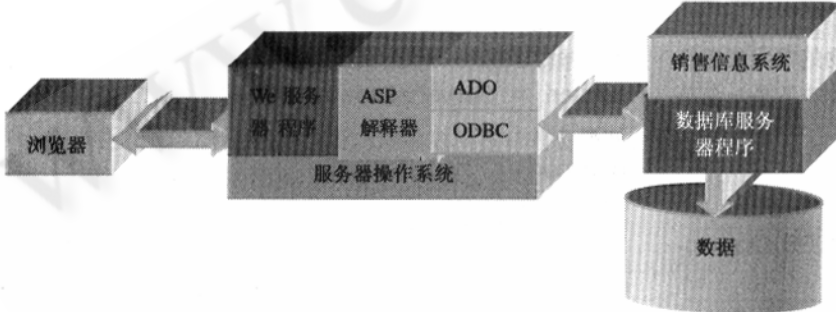 浏览器
We 服务
器 程序
ASP
解释器
ADO
ODBC
服务器操作系统
销售信息系统
数据库服务
器程序
数据